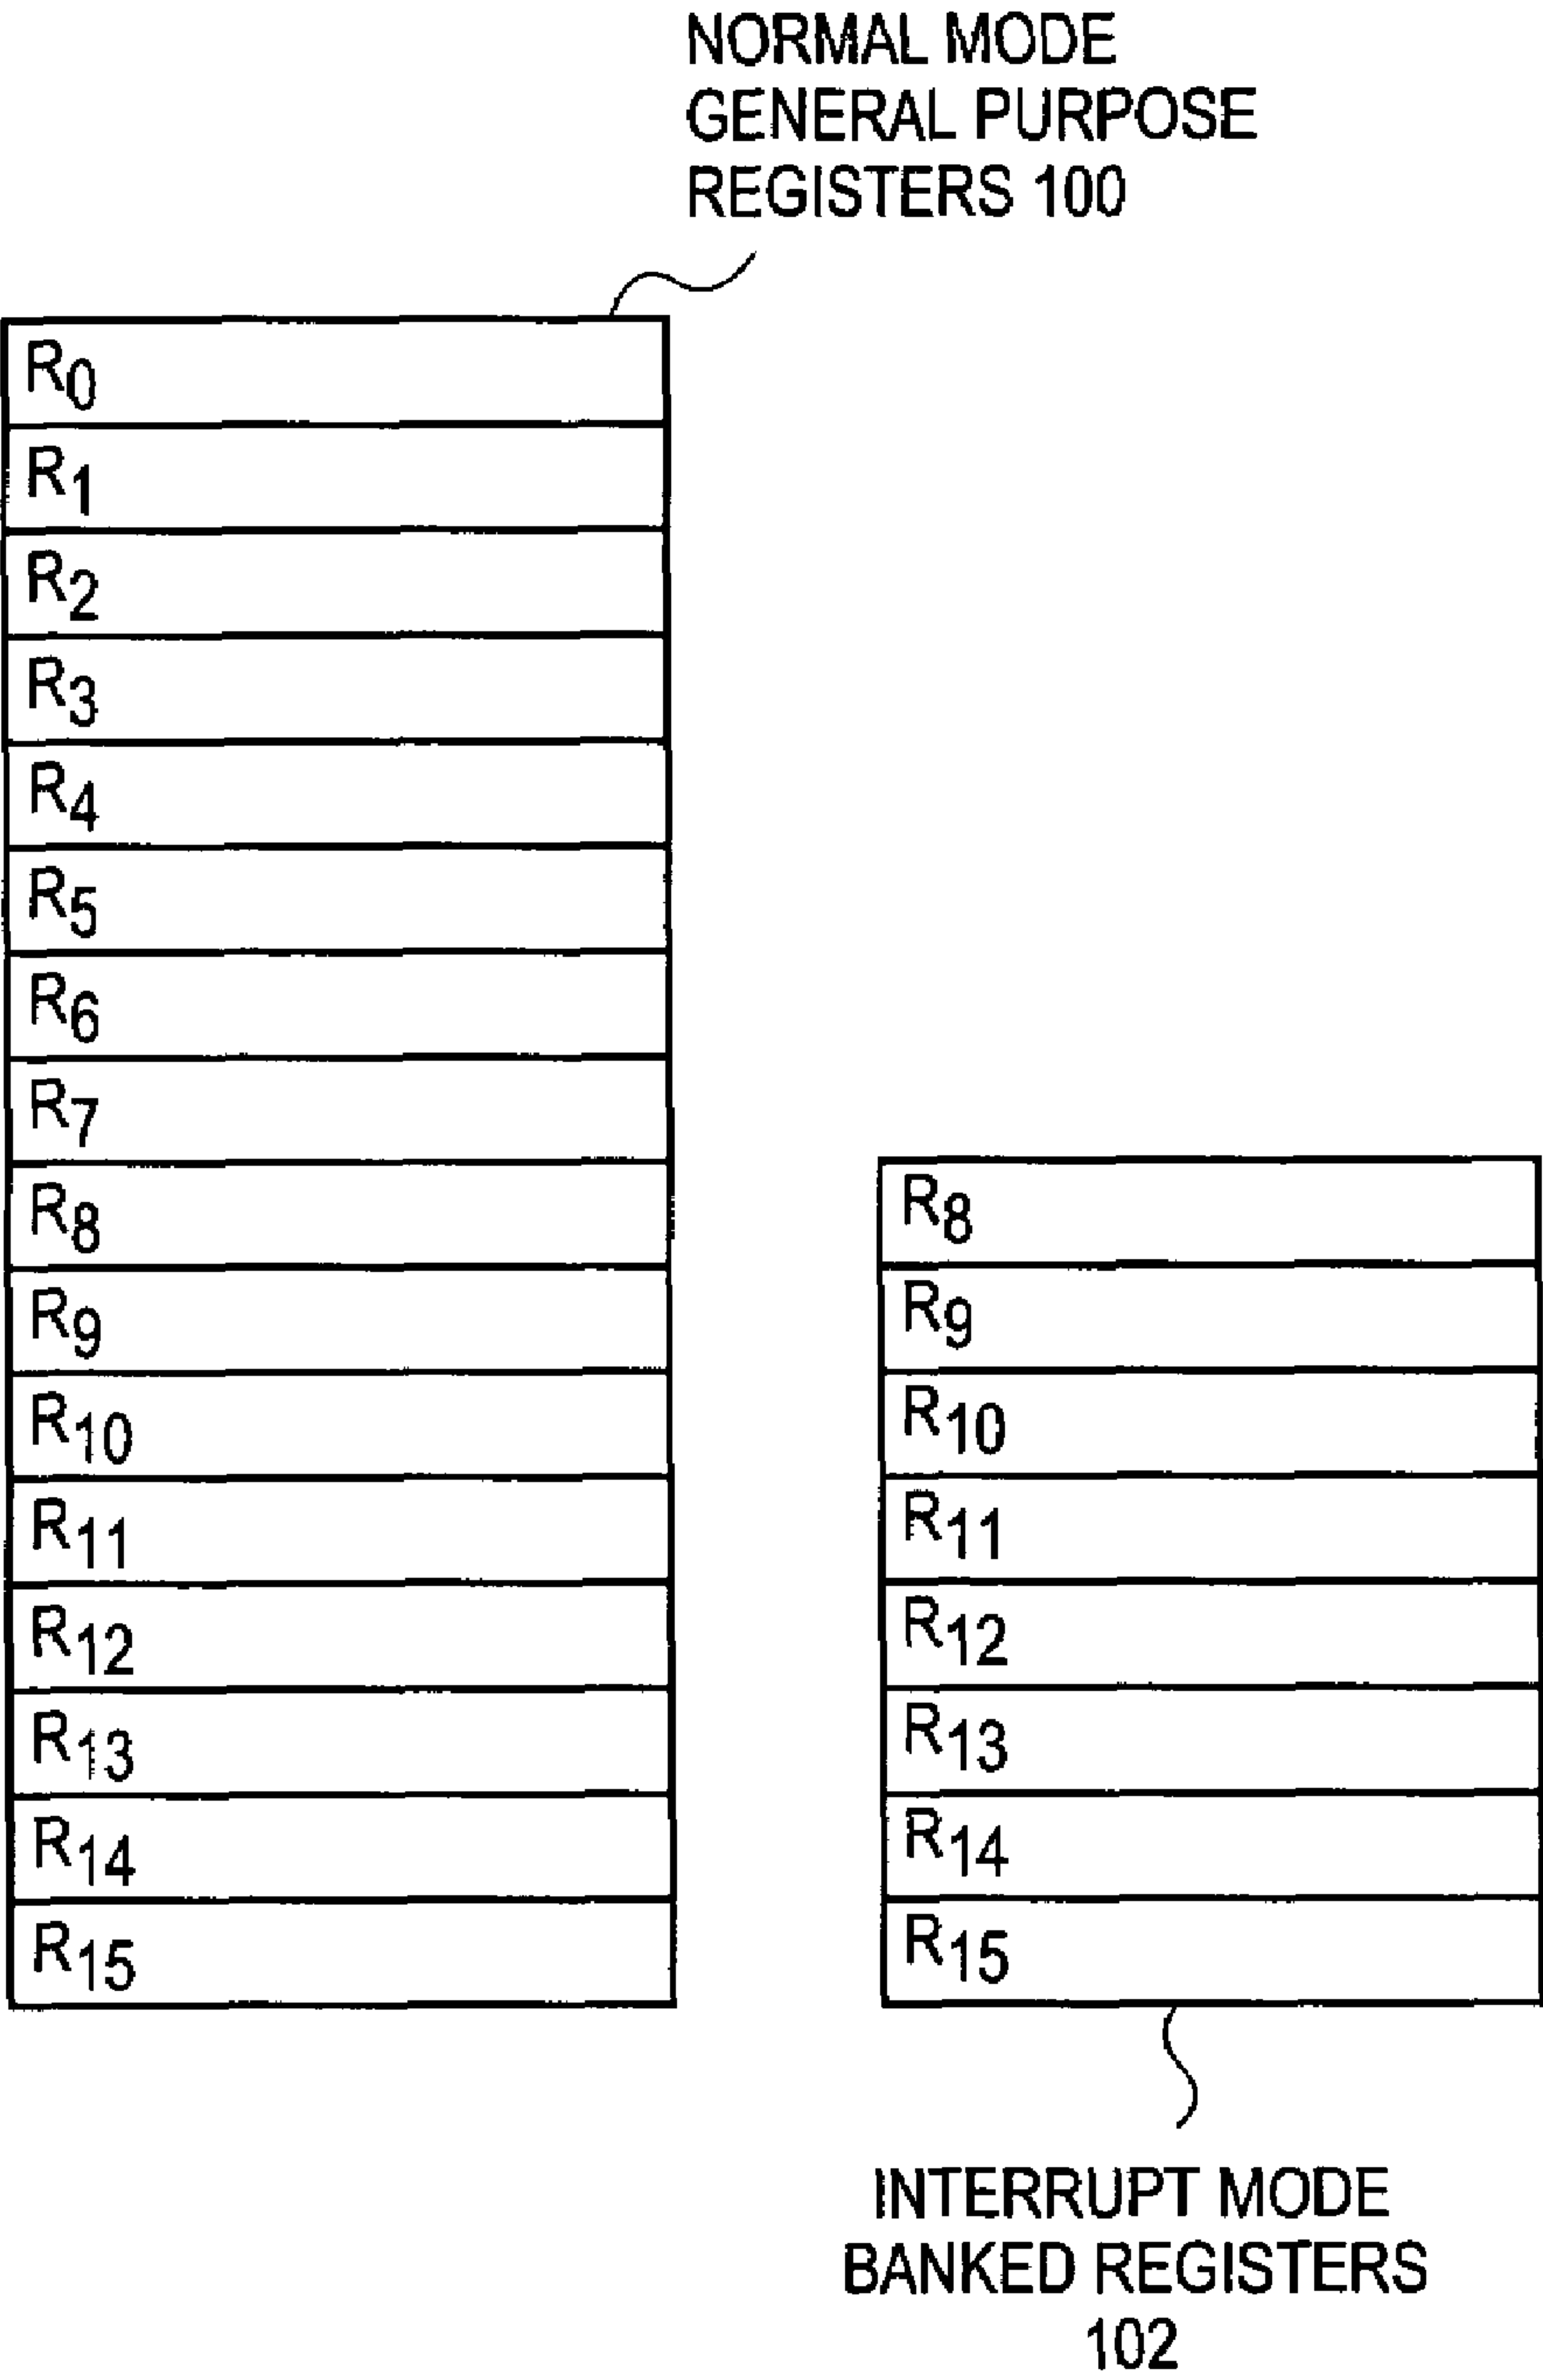 NORMAL MODE
GENERAL PURPOSE
REGISTERS 100
R0
R1
R2
R3
R4
R5
R6
R7
R8
R9
R10
R11
R12
R13
R14
R15
R8
R9
R10
R11
R12
R13
R14
R15
INTERRUPT MODE
BANKED REGISTERS
102